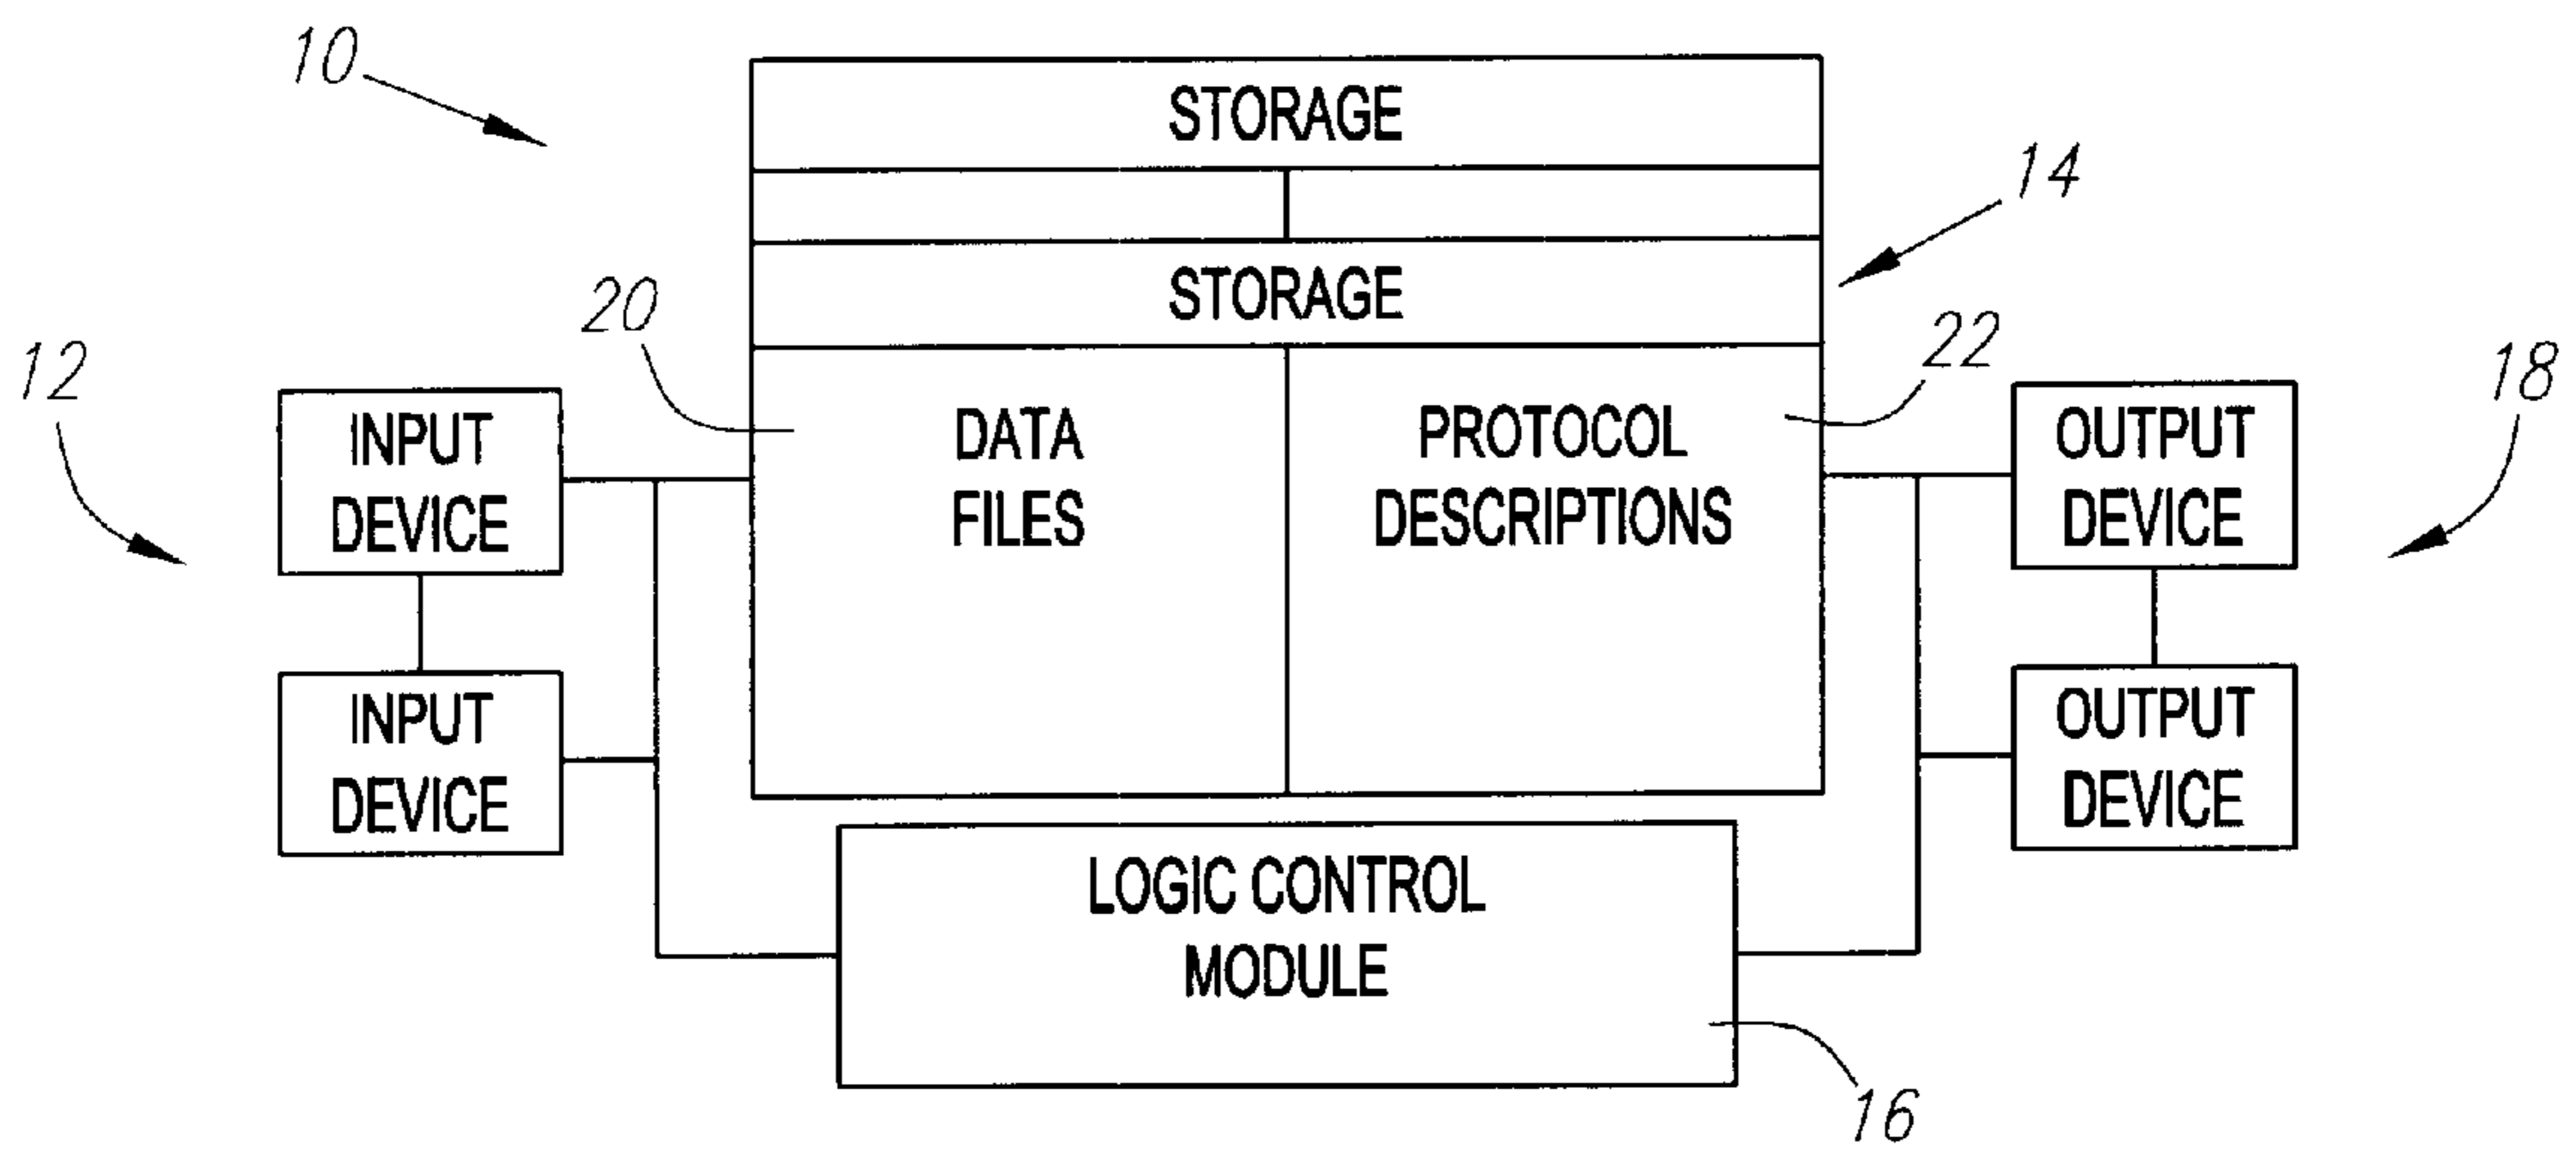 10
STORAGE
14
STORAGE
20
22
12
18
INPUT
DEVICE
DATA
FILES
PROTOCOL
DESCRIPTIONS
OUTPUT
DEVICE
INPUT
DEVICE
OUTPUT
DEVICE
LOGIC CONTROL
MODULE
16